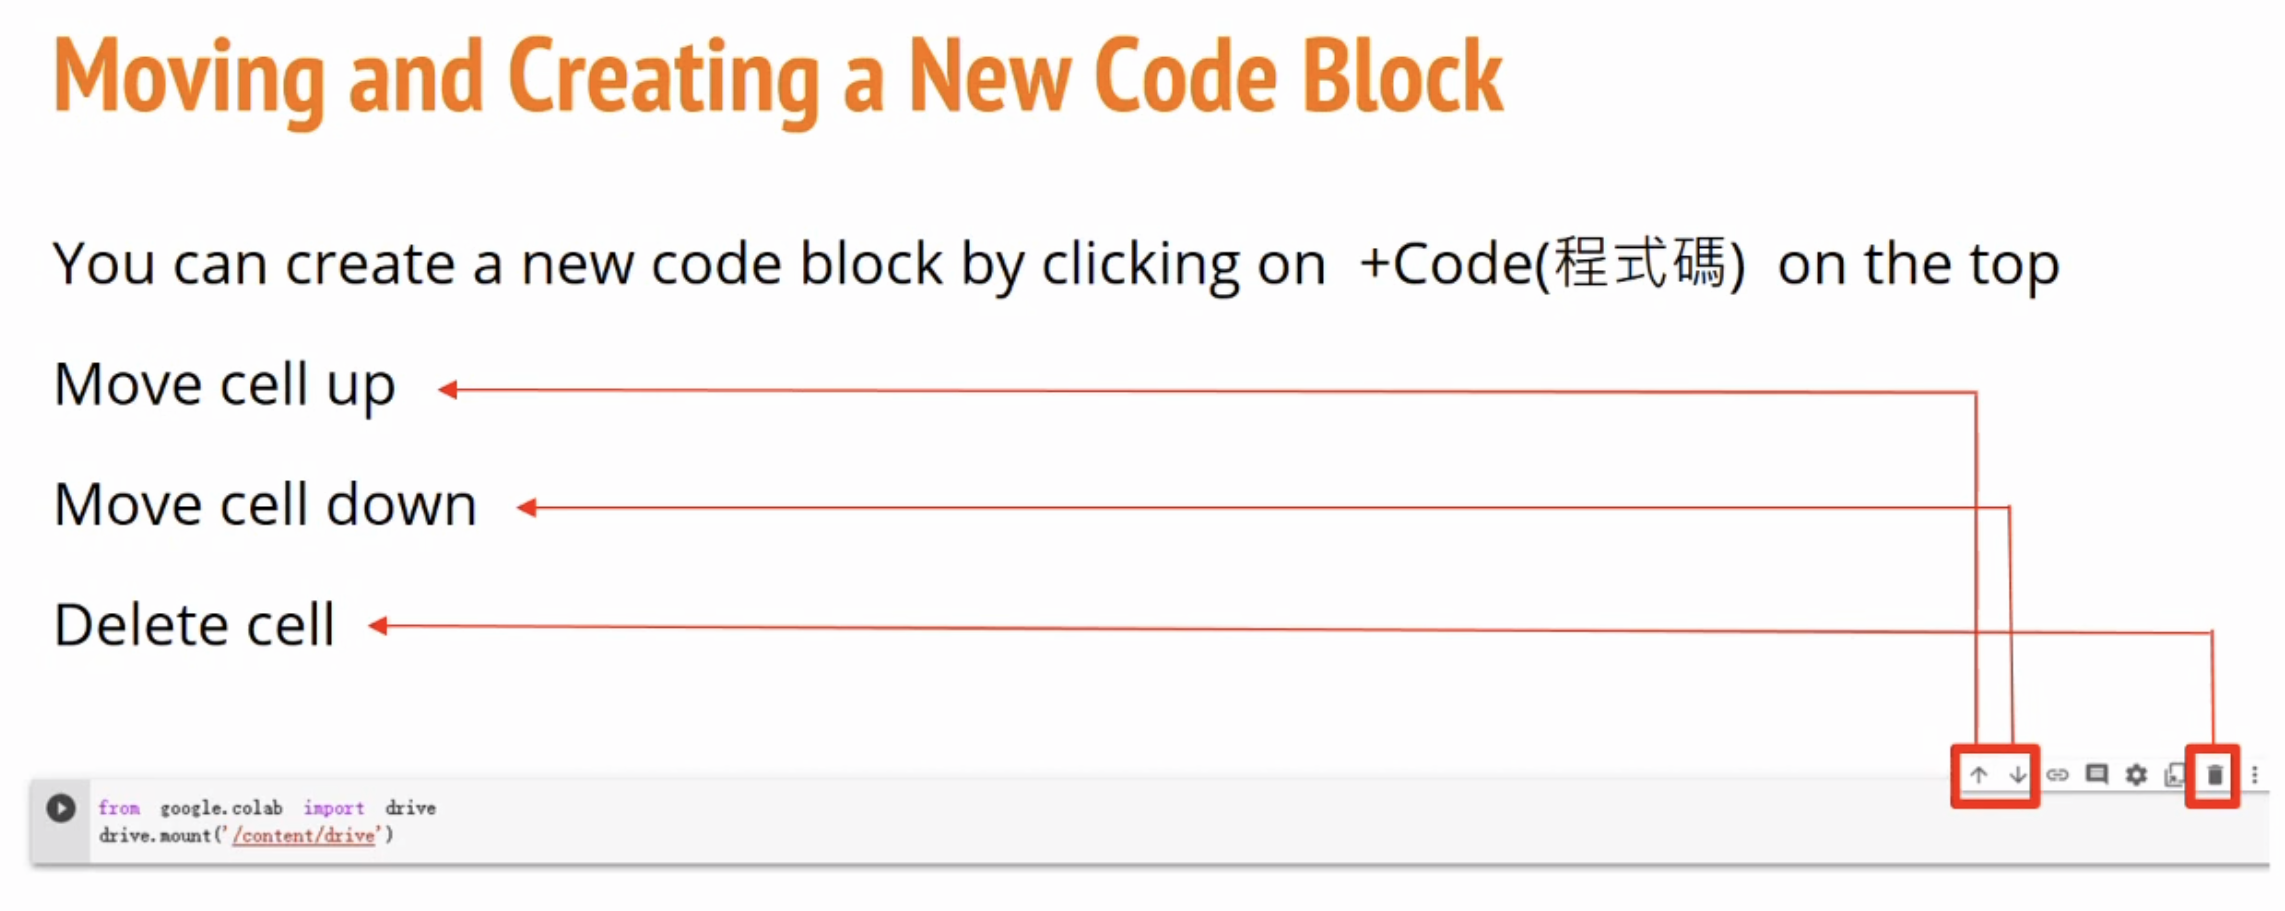 Moving and Creating a New Code Block
You can create a new code block by clicking on +Code(程式碼) on the top
Move cell up
Move cell down
Delete cell
from google.colab import drive
drive.mount('/content/drive')